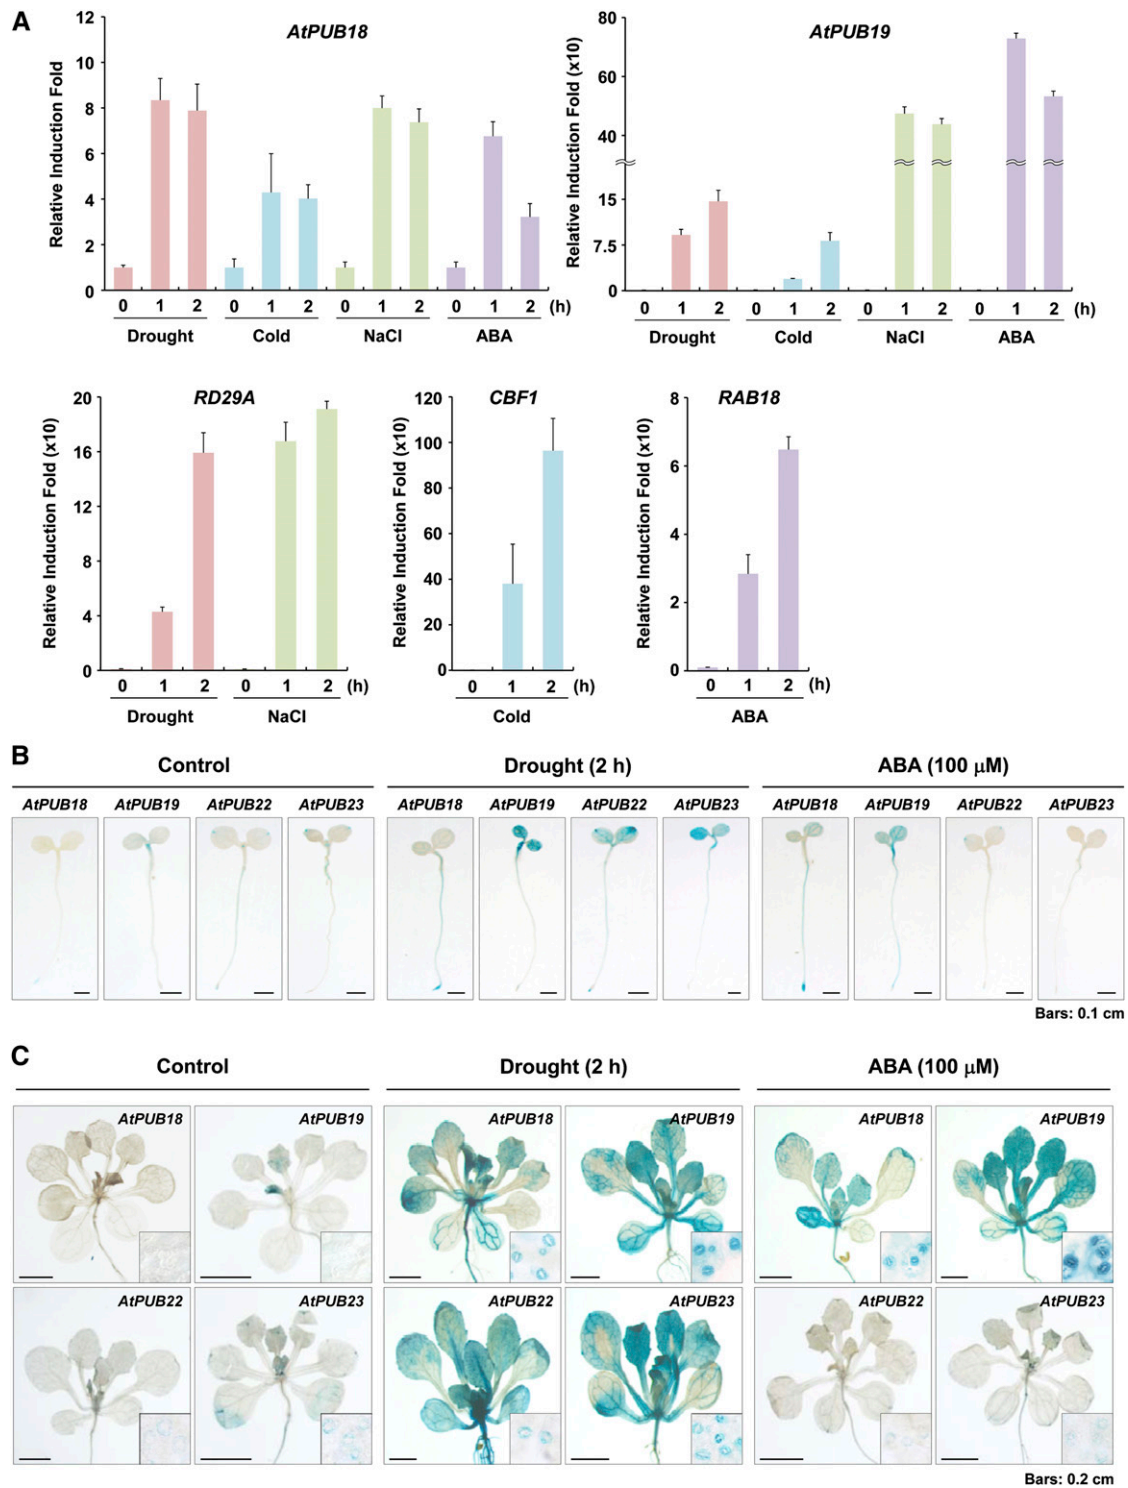 A
AtPUB18
Relative Induction Fold
12
10
8
6
4
2
0
0 1 2 0 1 2 0 1 2 0 1 2 (h)
Drought Cold NaCl ABA
AtPUB19
Relative Induction Fold (x10)
80
60
40
15
7.5
0
0 1 2 0 1 2 0 1 2 0 1 2 (h)
Drought Cold NaCl ABA
RD29A
Relative Induction Fold (x10)
20
16
12
8
4
0
0 1 2 0 1 2 (h)
Drought NaCl
CBF1
Relative Induction Fold (x10)
120
100
80
60
40
20
0
0 1 2 (h)
Cold
RAB18
Relative Induction Fold (x10)
8
6
4
2
0
0 1 2 (h)
ABA
B
Control Drought (2 h) ABA (100 μM)
AtPUB18 AtPUB19 AtPUB22 AtPUB23 AtPUB18 AtPUB19 AtPUB22 AtPUB23 AtPUB18 AtPUB19 AtPUB22 AtPUB23
Bars: 0.1 cm
C
Control Drought (2 h) ABA (100 μM)
AtPUB18 AtPUB19 AtPUB18 AtPUB19 AtPUB18 AtPUB19
AtPUB22 AtPUB23 AtPUB22 AtPUB23 AtPUB22 AtPUB23
Bars: 0.2 cm